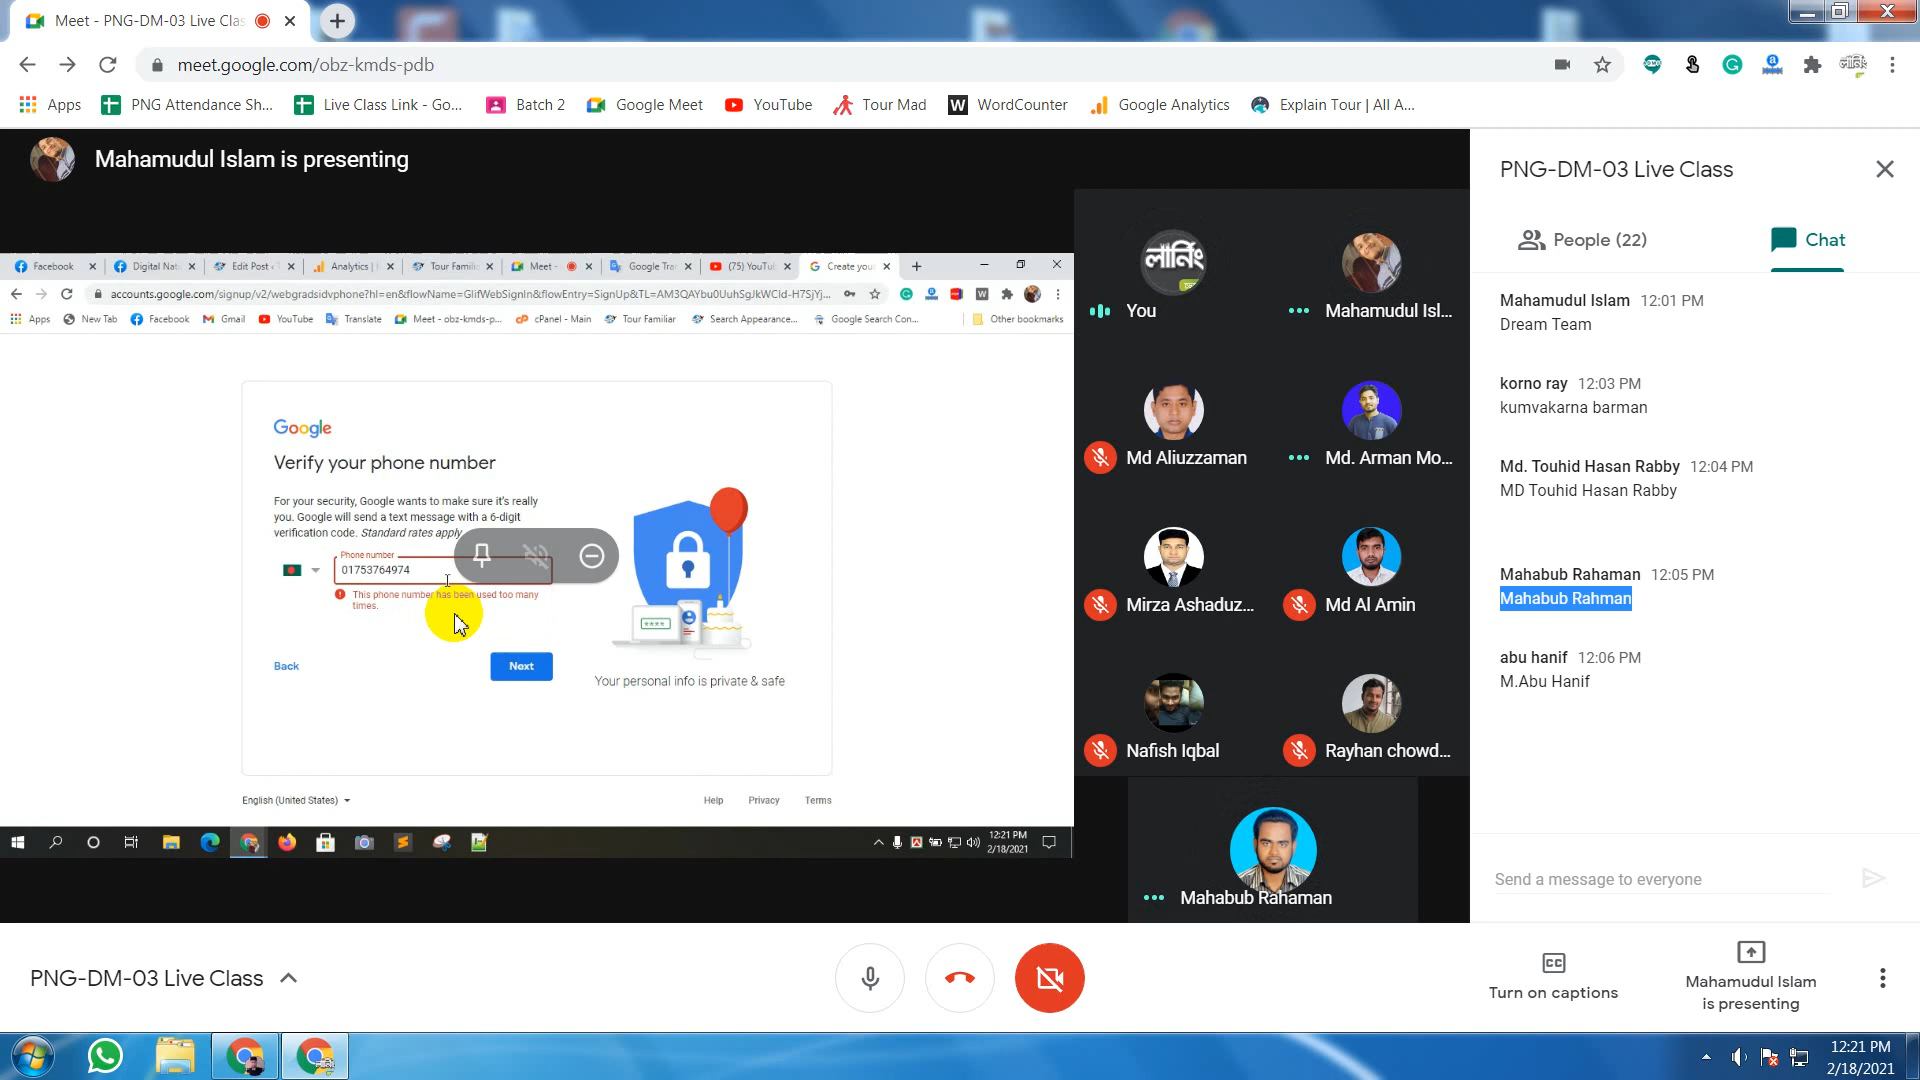 Meet - PNG-DM-03 Live Clas
meet.google.com/obz-kmds-pdb
Apps
PNG Attendance Sh...
Live Class Link - Go...
Batch 2
Google Meet
YouTube
Tour Mad
WordCounter
Google Analytics
Explain Tour | All A...
Mahamudul Islam is presenting
Facebook
Digital Nat
Edit Post ‹
Analytics |
Tour Famili
Meet -
Google Tra
(75) YouTu
Create you
accounts.google.com/signup/v2/webgradsidvphone?hl=en&flowName=GlifWebSignIn&flowEntry=SignUp&TL=AM3QAYbu0UuhSgJkWCId-H7SjYj...
Apps
New Tab
Facebook
Gmail
YouTube
Translate
Meet - obz-kmds-p...
cPanel - Main
Tour Familiar
Search Appearance...
Google Search Con...
Other bookmarks
Google
Verify your phone number
For your security, Google wants to make sure it's really
you. Google will send a text message with a 6-digit
verification code. Standard rates apply
Phone number
01753764974
This phone number has been used too many
times.
Back
Next
****
Your personal info is private & safe
English (United States)
Help
Privacy
Terms
12:21 PM
2/18/2021
লার্নিং
You
Mahamudul Isl...
Md Aliuzzaman
Md. Arman Mo...
Mirza Ashaduz...
Md Al Amin
Nafish Iqbal
Rayhan chowd...
Mahabub Rahaman
PNG-DM-03 Live Class
People (22)
Chat
Mahamudul Islam 12:01 PM
Dream Team
korno ray 12:03 PM
kumvakarna barman
Md. Touhid Hasan Rabby 12:04 PM
MD Touhid Hasan Rabby
Mahabub Rahaman 12:05 PM
Mahabub Rahman
abu hanif 12:06 PM
M.Abu Hanif
Send a message to everyone
PNG-DM-03 Live Class
Turn on captions
Mahamudul Islam
is presenting
12:21 PM
2/18/2021